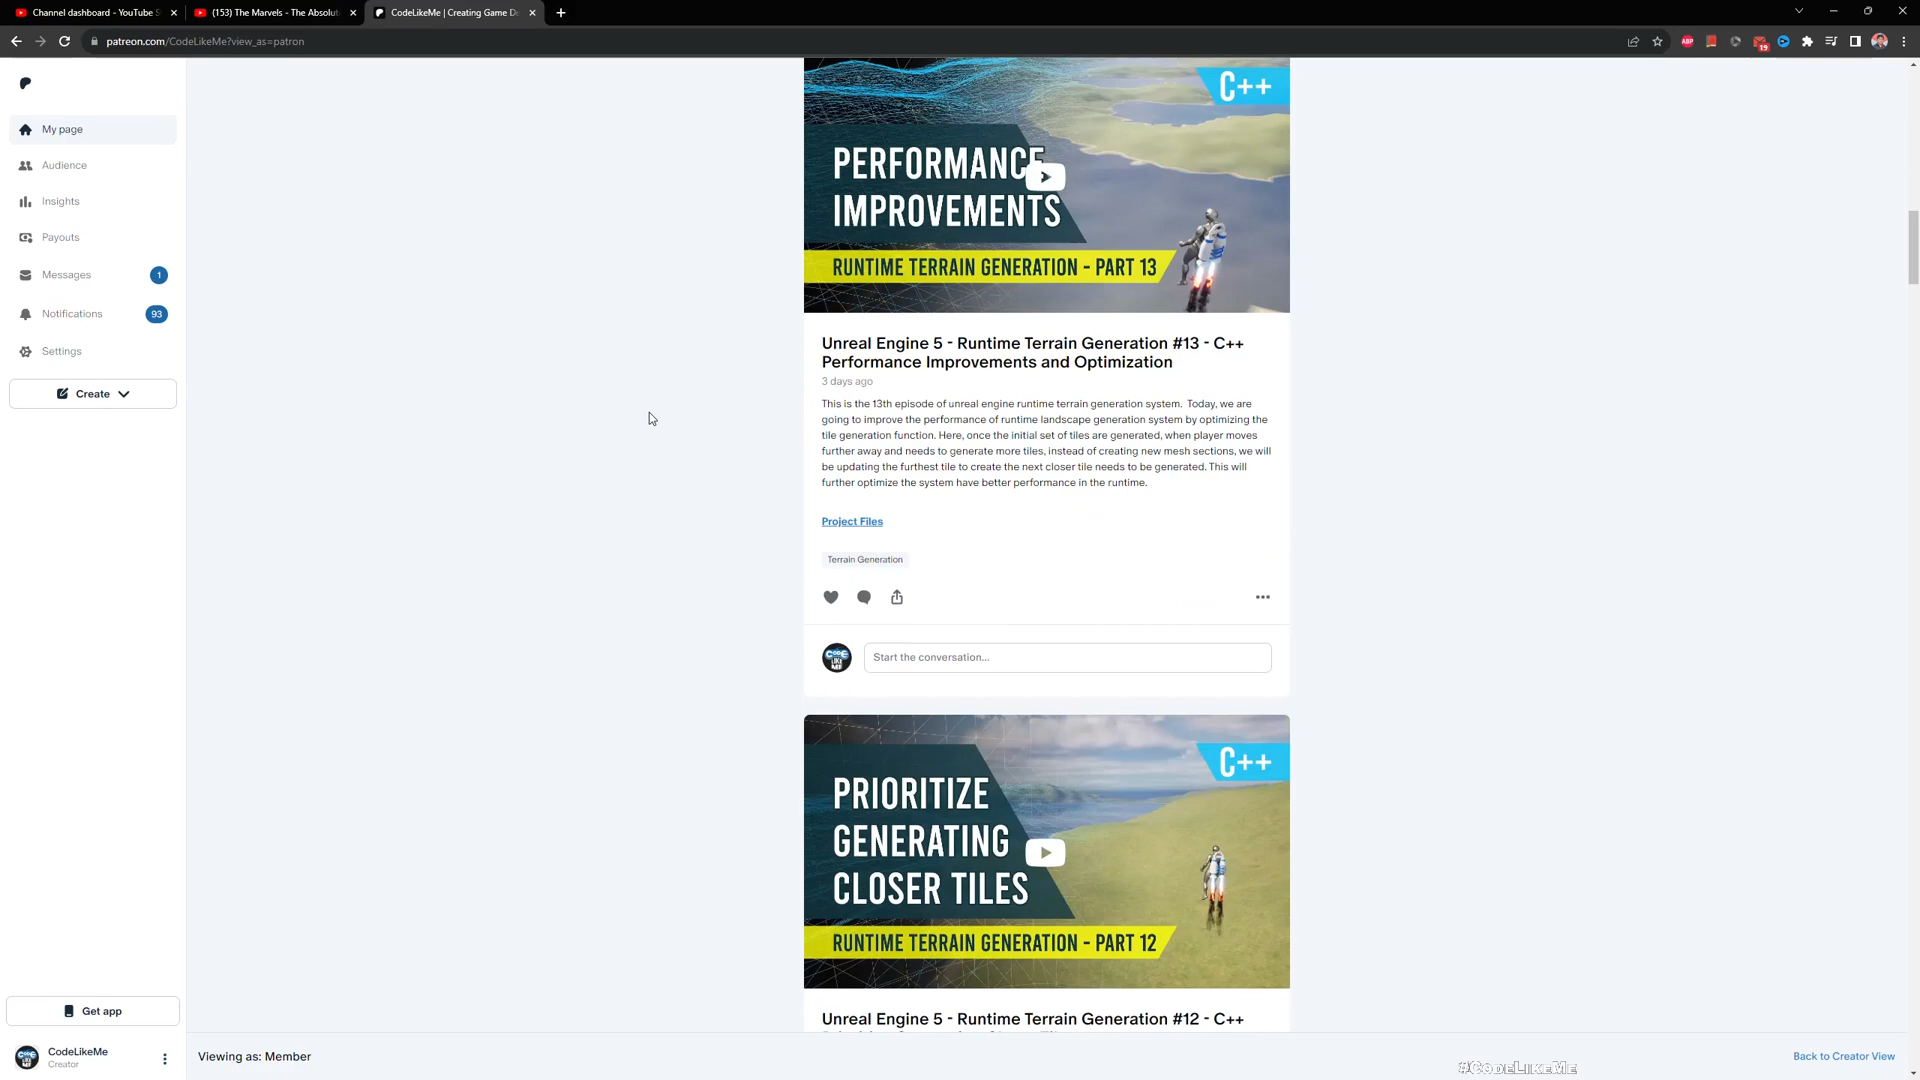 Channel dashboard - YouTube S
(153) The Marvels - The Absolut
CodeLikeMe | Creating Game De
patreon.com/CodeLikeMe?view_as=patron
ABP
19
My page
Audience
Insights
Payouts
Messages
1
Notifications
93
Settings
Create
C++
PERFORMANCE
IMPROVEMENTS
RUNTIME TERRAIN GENERATION - PART 13
Unreal Engine 5 - Runtime Terrain Generation #13 - C++
Performance Improvements and Optimization
3 days ago
This is the 13th episode of unreal engine runtime terrain generation system. Today, we are
going to improve the performance of runtime landscape generation system by optimizing the
tile generation function. Here, once the initial set of tiles are generated, when player moves
further away and needs to generate more tiles, instead of creating new mesh sections, we will
be updating the furthest tile to create the next closer tile needs to be generated. This will
further optimize the system have better performance in the runtime.
Project Files
Terrain Generation
CODE
LIKE
ME
Start the conversation...
C++
PRIORITIZE
GENERATING
CLOSER TILES
RUNTIME TERRAIN GENERATION - PART 12
Unreal Engine 5 - Runtime Terrain Generation #12 - C++
Get app
CodeLikeMe
Creator
Viewing as: Member
Back to Creator View
#CODELIKEME